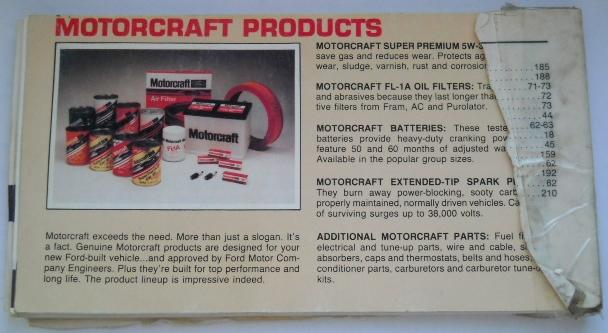 MOTORCRAFT PRODUCTS
Motorcraft
Air Filter
Motorcraft
FL1A
Motorcraft exceeds the need. More than just a slogan. It's
a fact. Genuine Motorcraft products are designed for your
new Ford-built vehicle...and approved by Ford Motor Com-
pany Engineers. Plus they're built for top performance and
long life. The product lineup is impressive indeed.
MOTORCRAFT SUPER PREMIUM 5W-3
save gas and reduces wear. Protects ag
wear, sludge, varnish, rust and corrosion
MOTORCRAFT FL-1A OIL FILTERS: Tra
and abrasives because they last longer tha
tive filters from Fram, AC and Purolator.
MOTORCRAFT BATTERIES: These teste
batteries provide heavy-duty cranking pow
feature 50 and 60 months of adjusted wa
Available in the popular group sizes.
MOTORCRAFT EXTENDED-TIP SPARK P
They burn away power-blocking, sooty carb
properly maintained, normally driven vehicles. Ca
of surviving surges up to 38,000 volts.
ADDITIONAL MOTORCRAFT PARTS: Fuel fi
electrical and tune-up parts, wire and cable, s
absorbers, caps and thermostats, belts and hoses,
conditioner parts, carburetors and carburetor tune-u
kits.
185
188
71-73
72
73
44
62-63
18
45
159
62
192
62
210